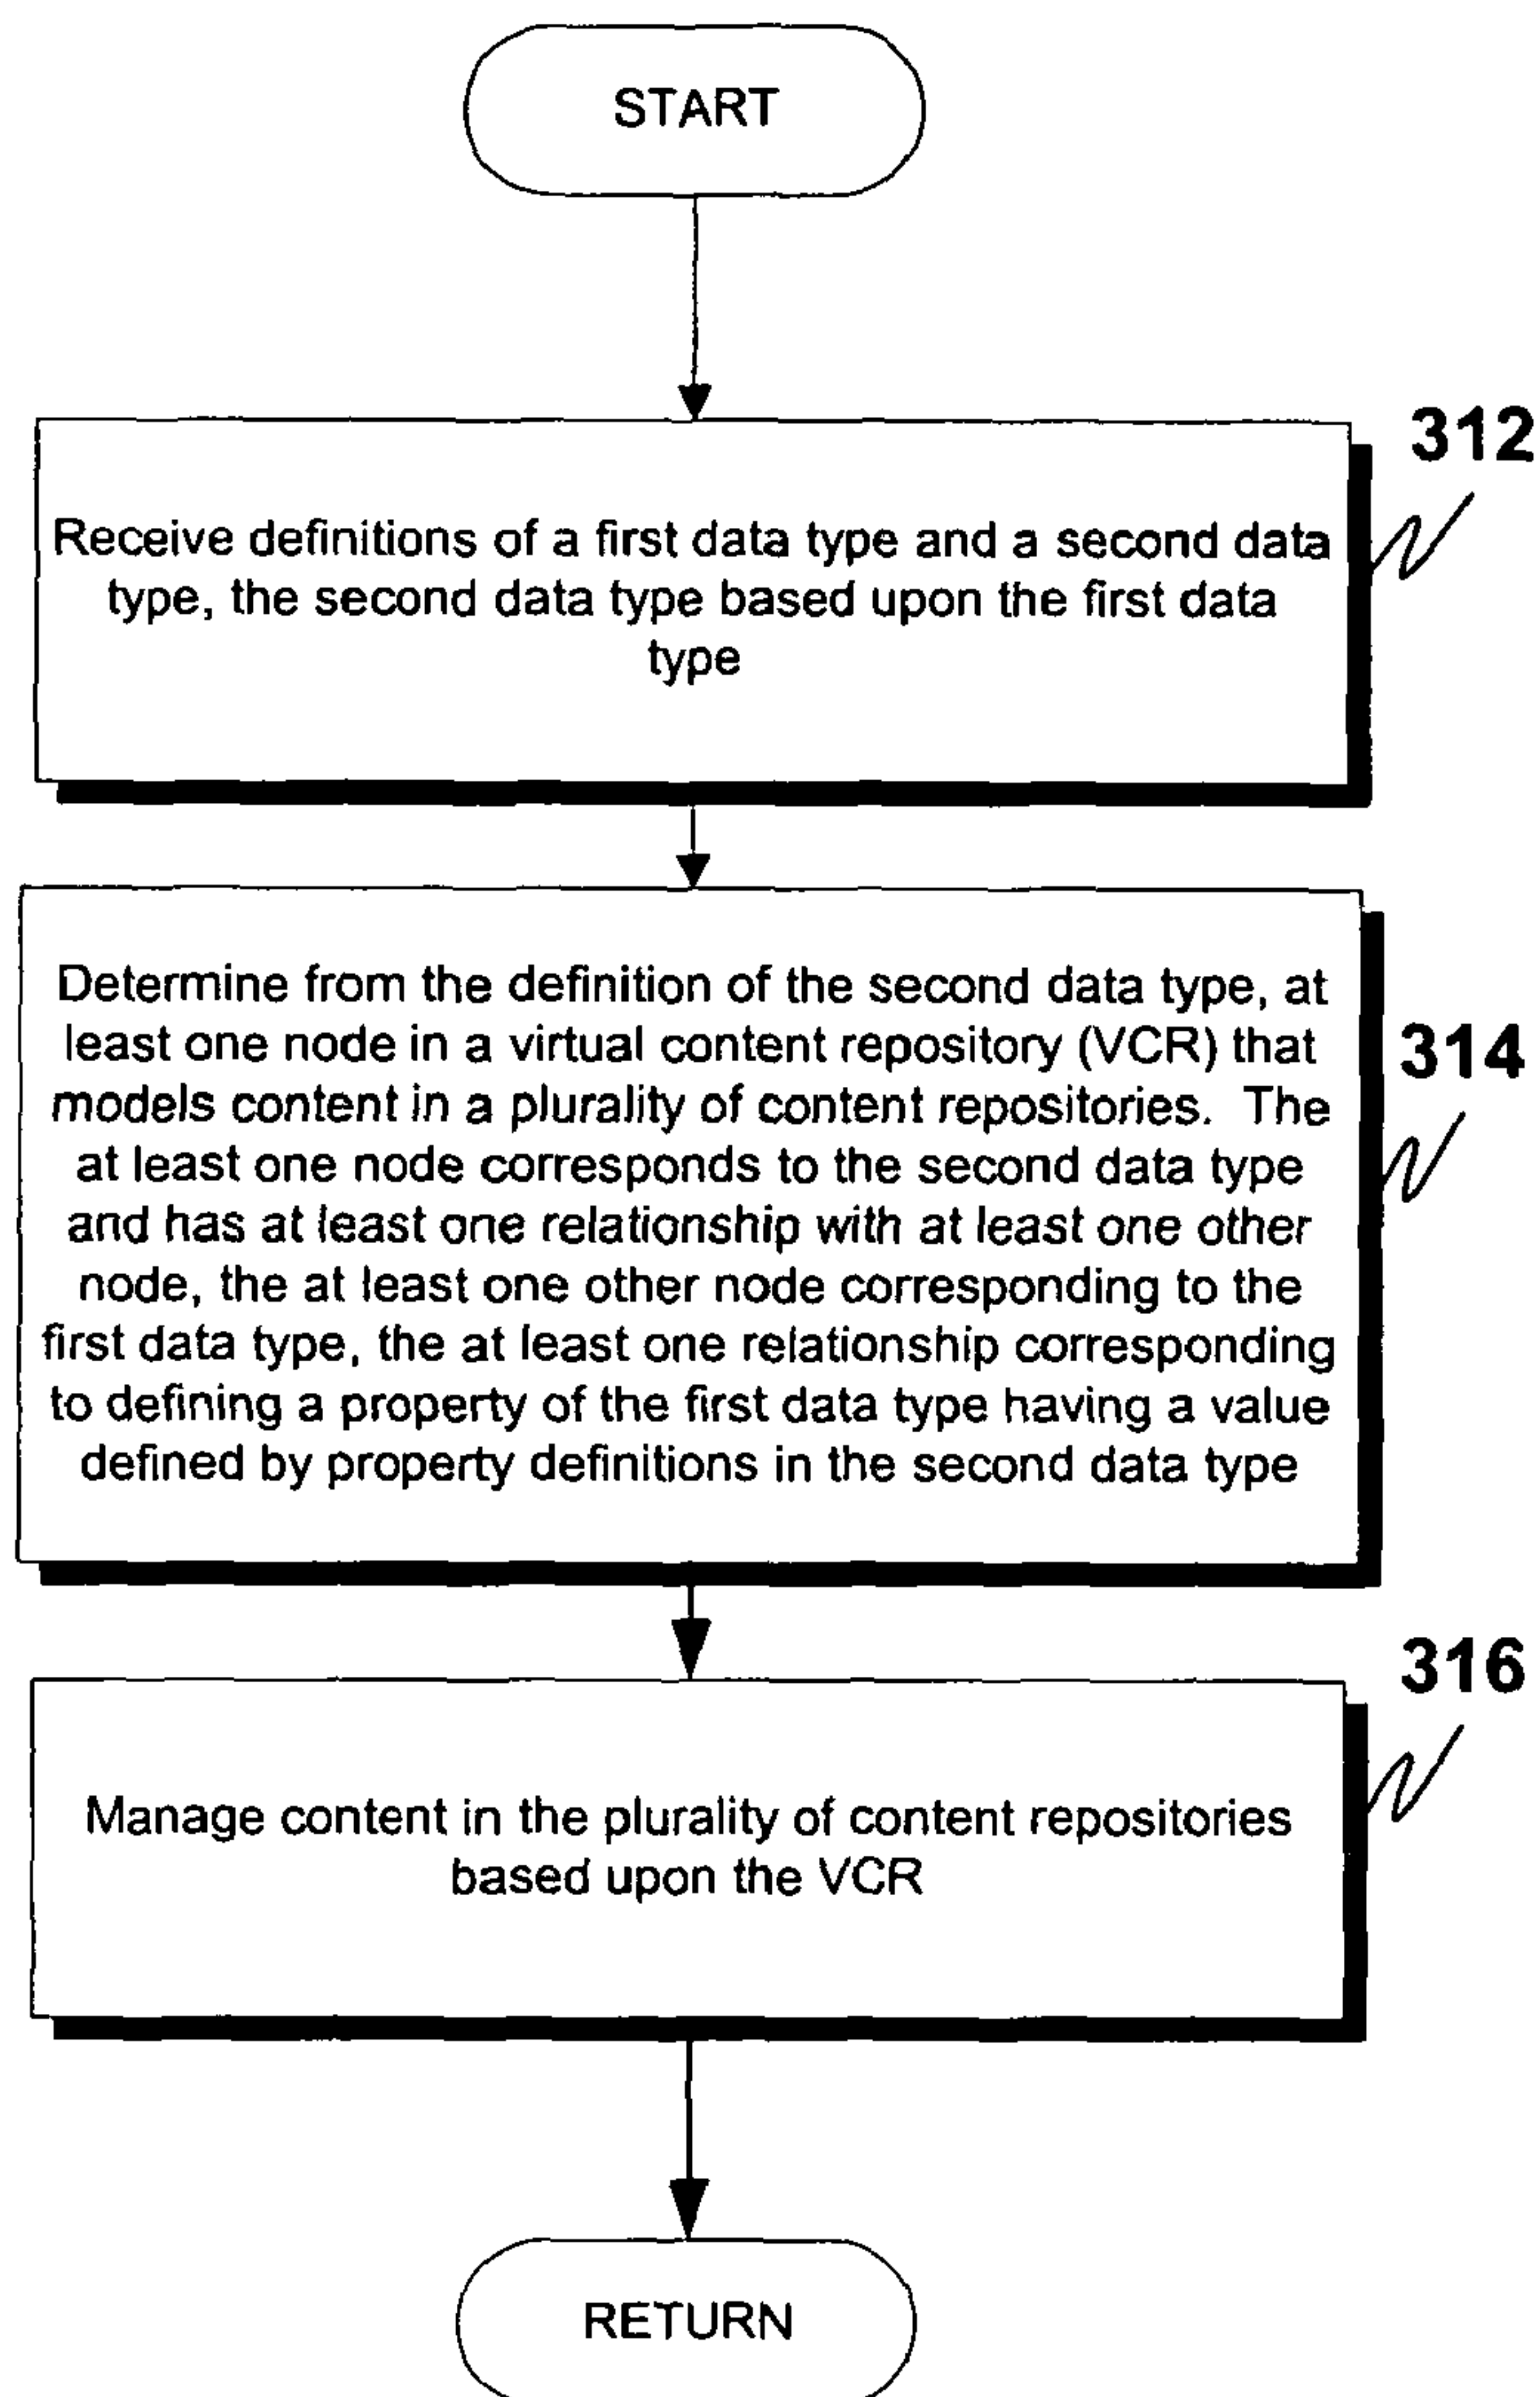 START
312
Receive definitions of a first data type and a second data
type, the second data type based upon the first data
type
314
Determine from the definition of the second data type, at
least one node in a virtual content repository (VCR) that
models content in a plurality of content repositories. The
at least one node corresponds to the second data type
and has at least one relationship with at least one other
node, the at least one other node corresponding to the
first data type, the at least one relationship corresponding
to defining a property of the first data type having a value
defined by property definitions in the second data type
316
Manage content in the plurality of content repositories
based upon the VCR
RETURN